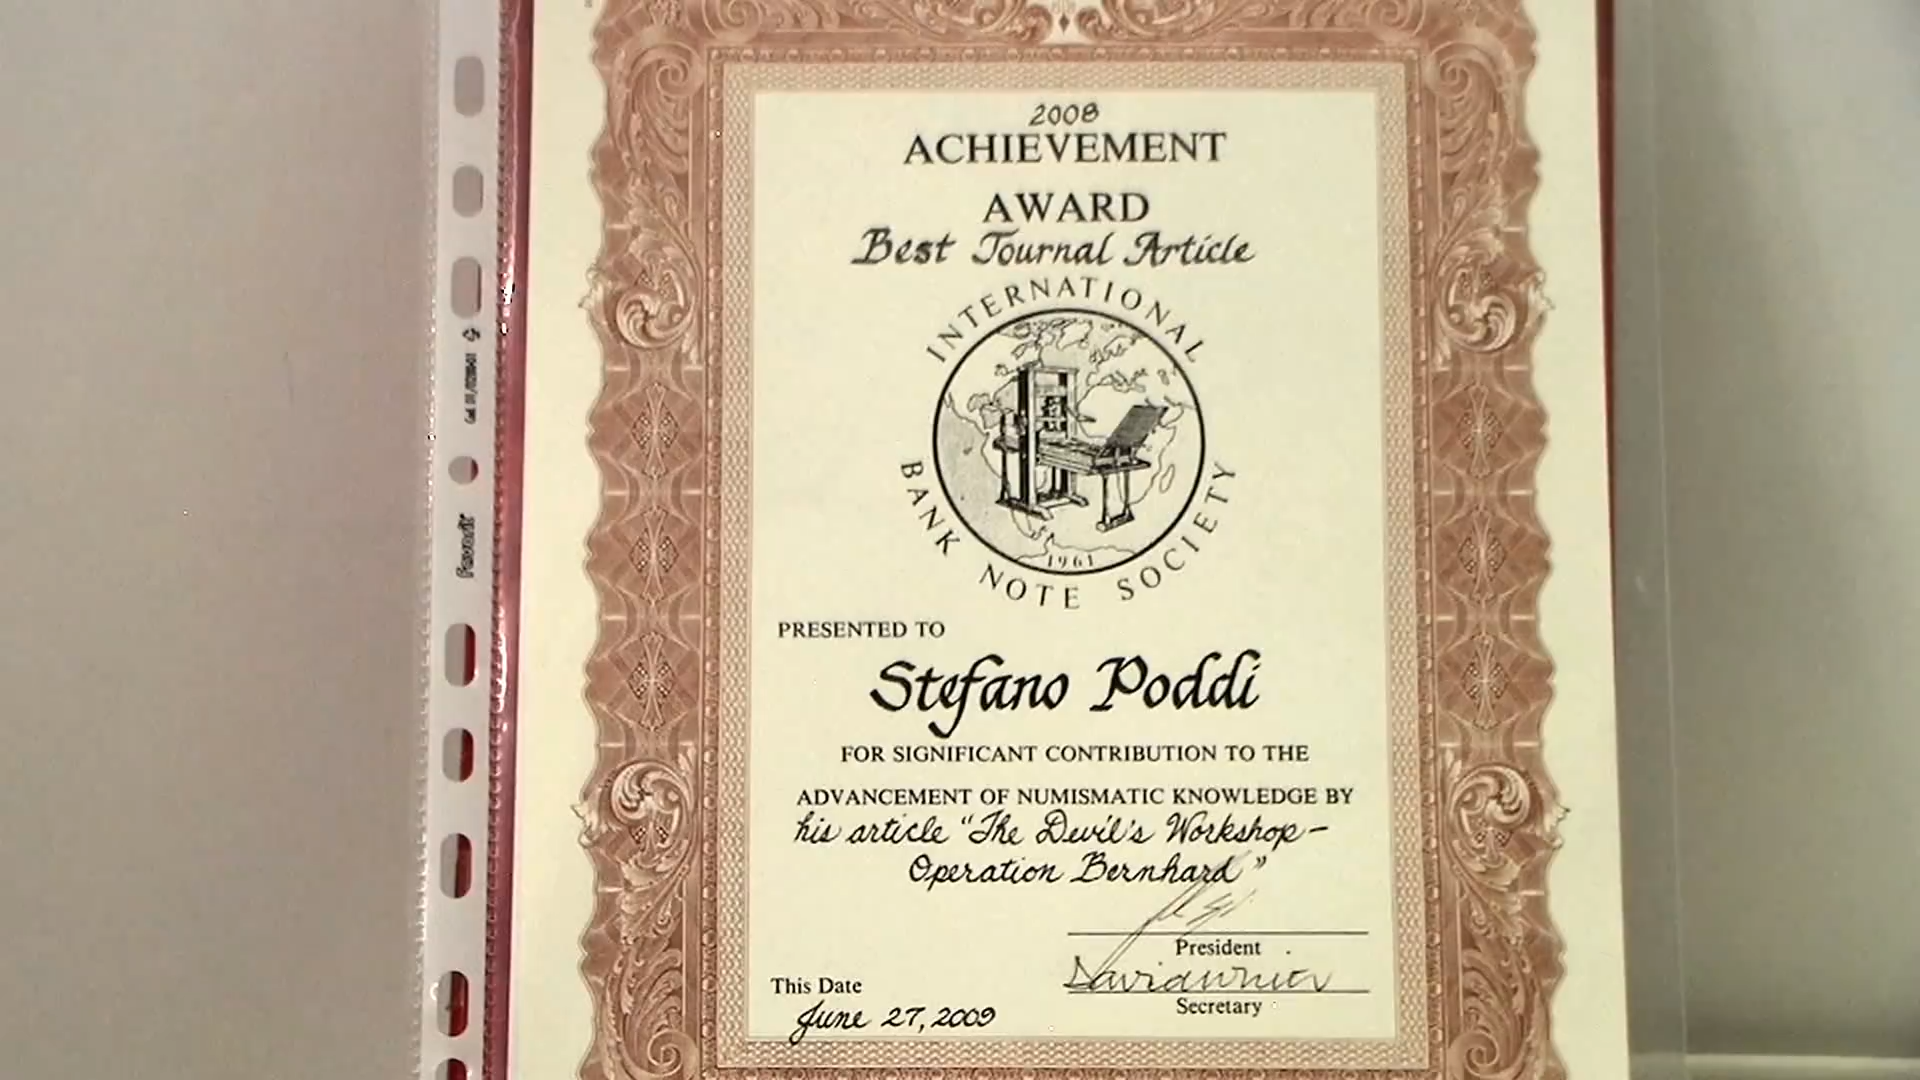 2008
ACHIEVEMENT
AWARD
Best Journal Article
INTERNATIONAL
BANK NOTE SOCIETY
1961
PRESENTED TO
Stefano Poddi
FOR SIGNIFICANT CONTRIBUTION TO THE
ADVANCEMENT OF NUMISMATIC KNOWLEDGE BY
his article "The Devil's Workshop-
Operation Bernhard"
President
Secretary
This Date
June 27, 2009
Favorit